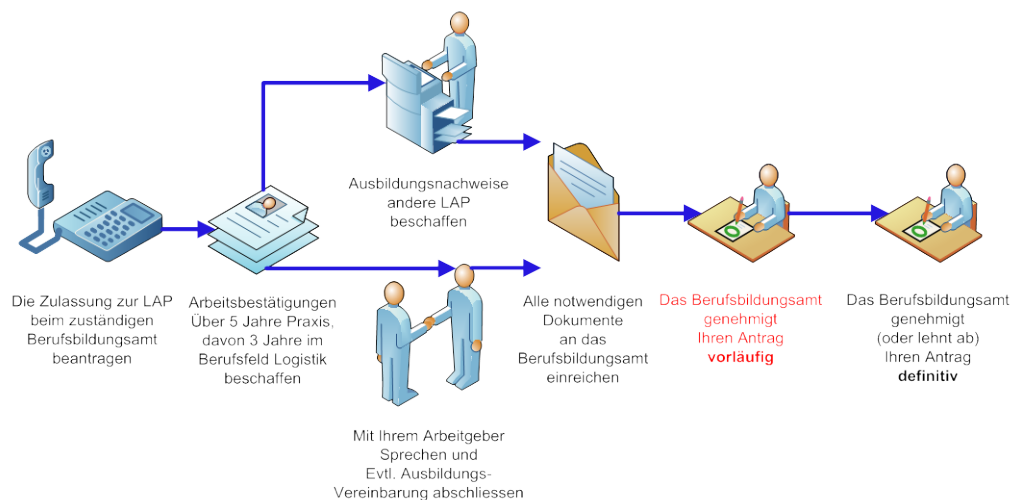 Die Zulassung zur LAP
beim zuständigen
Berufsbildungsamt
beantragen
Arbeitsbestätigungen
Über 5 Jahre Praxis,
davon 3 Jahre im
Berufsfeld Logistik
beschaffen
Ausbildungsnachweise
andere LAP
beschaffen
Mit Ihrem Arbeitgeber
Sprechen und
Evtl. Ausbildungs-
Vereinbarung abschliessen
Alle notwendigen
Dokumente
an das
Berufsbildungsamt
einreichen
Das Berufsbildungsamt
genehmigt
Ihren Antrag
vorläufig
Das Berufsbildungsamt
genehmigt
(oder lehnt ab)
Ihren Antrag
definitiv